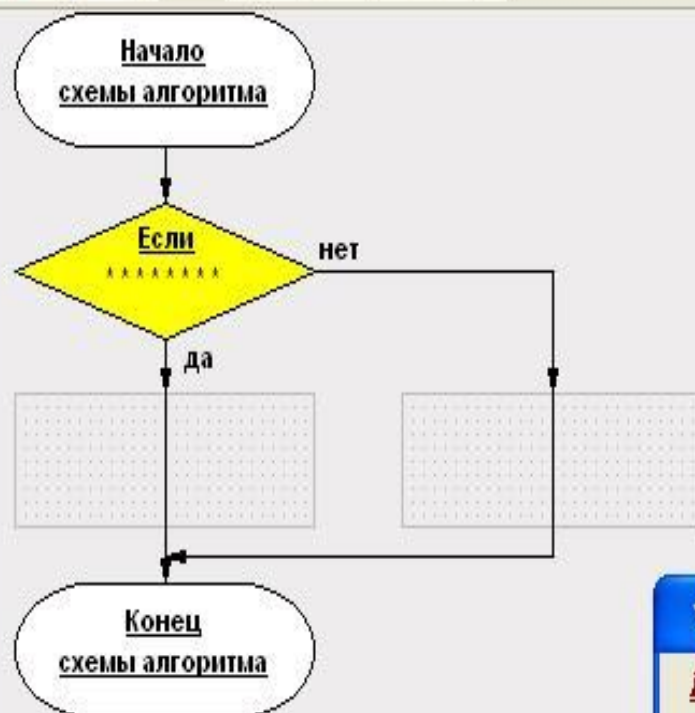 Начало
схемы алгоритма
Если
********
нет
да
Конец
схемы алгоритма